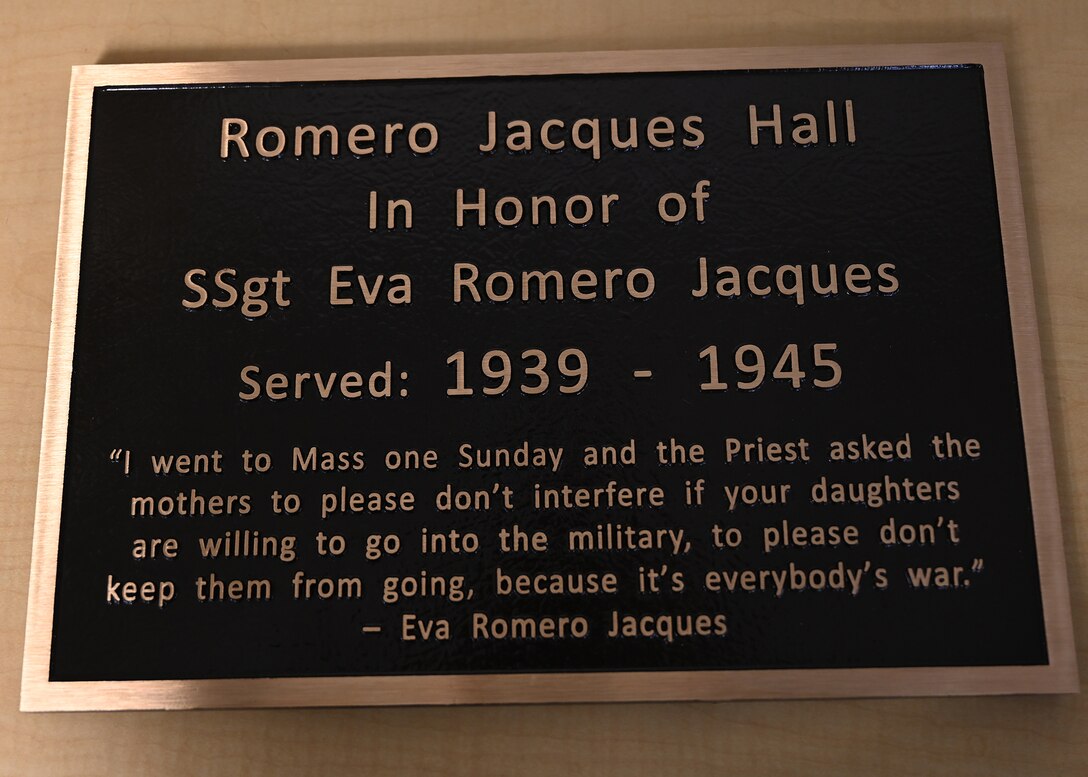 Romero Jacques Hall
In Honor of
SSgt Eva Romero Jacques
Served: 1939 - 1945
“I went to Mass one Sunday and the Priest asked the
mothers to please don’t interfere if your daughters
are willing to go into the military, to please don’t
keep them from going, because it’s everybody’s war.”
– Eva Romero Jacques